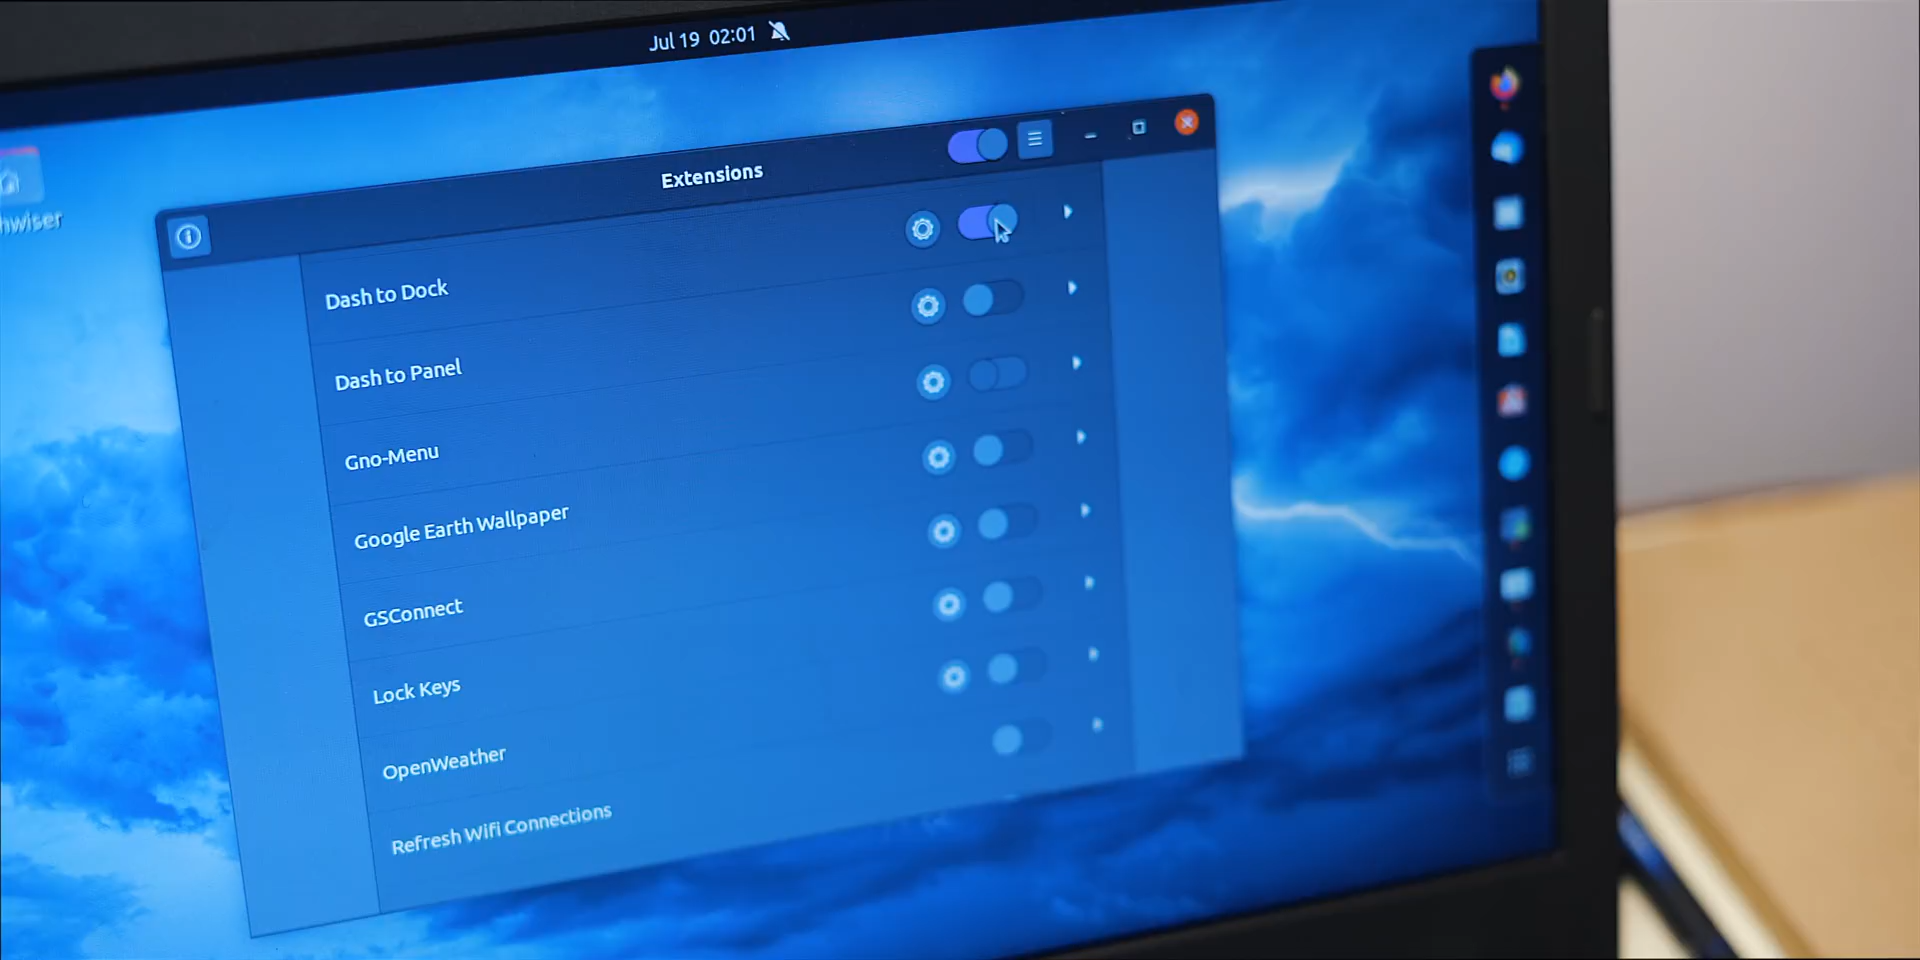 Jul 19 02:01
Extensions
hwiser
Dash to Dock
Dash to Panel
Gno-Menu
Google Earth Wallpaper
GSConnect
Lock Keys
OpenWeather
Refresh Wifi Connections